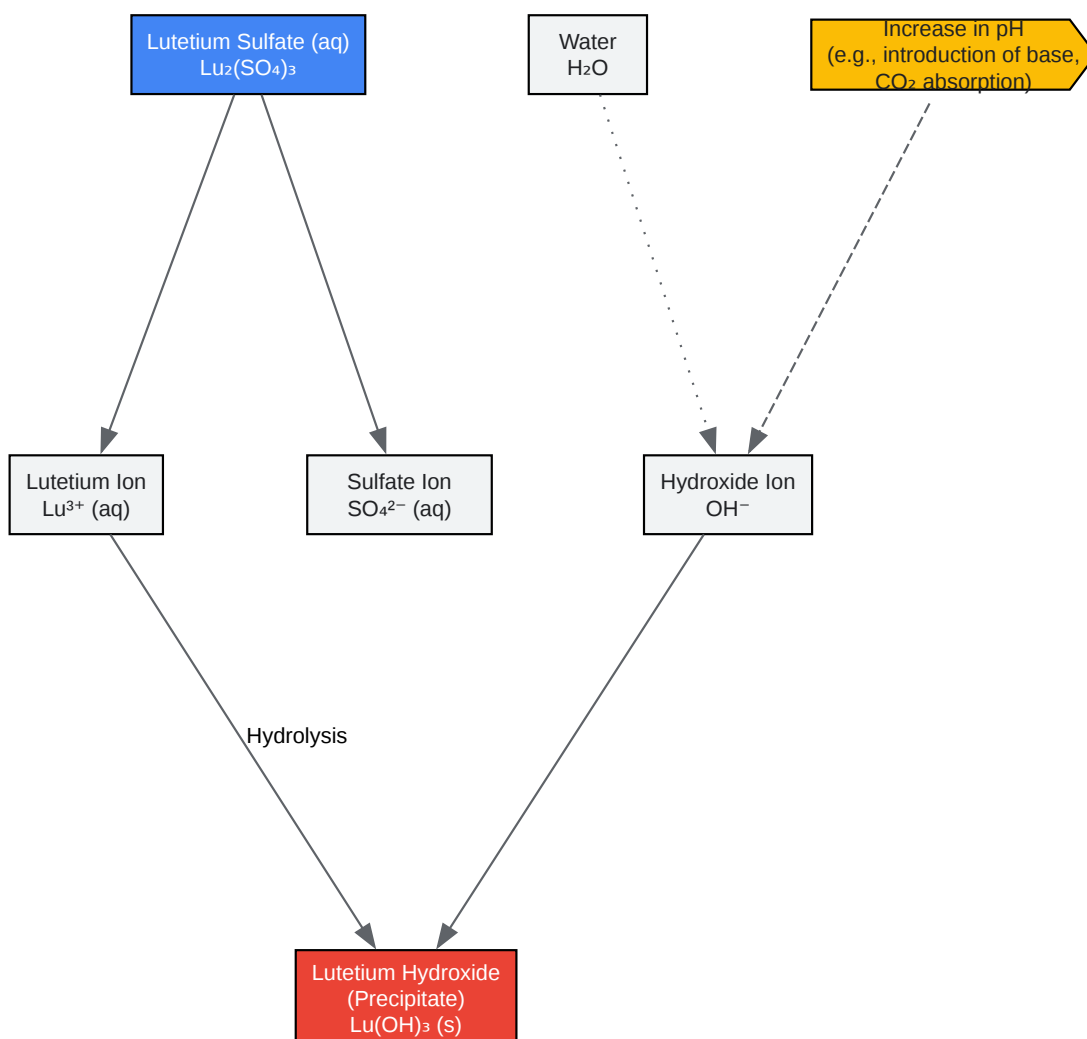 Lutetium Sulfate (aq)
Lu₂(SO₄)₃
Water
H₂O
Increase in pH
(e.g., introduction of base,
CO₂ absorption)
Lutetium Ion
Lu³⁺ (aq)
Sulfate Ion
SO₄²⁻ (aq)
Hydroxide Ion
OH⁻
Hydrolysis
Lutetium Hydroxide
(Precipitate)
Lu(OH)₃ (s)